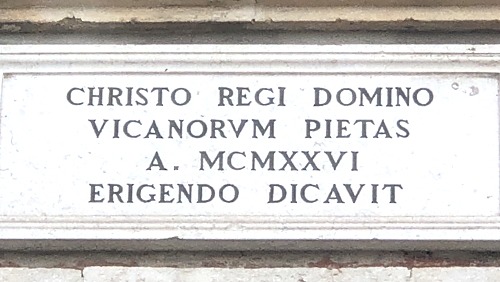 CHRISTO REGI DOMINO
VICANORVM PIETAS
A. MCMXXVI
ERIGENDO DICAVIT